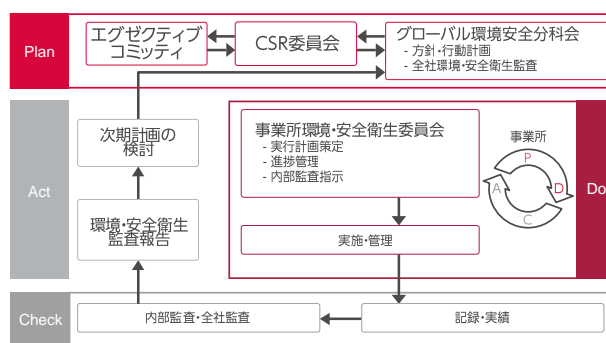 Plan
エグゼクティブ
コミッティ
CSR委員会
グローバル環境安全分科会
- 方針・行動計画
- 全社環境・安全衛生監査
Act
次期計画の
検討
環境・安全衛生
監査報告
事業所環境・安全衛生委員会
- 実行計画策定
- 進捗管理
- 内部監査指示
実施・管理
事業所
P
D
C
A
Do
Check
内部監査・全社監査
記録・実績